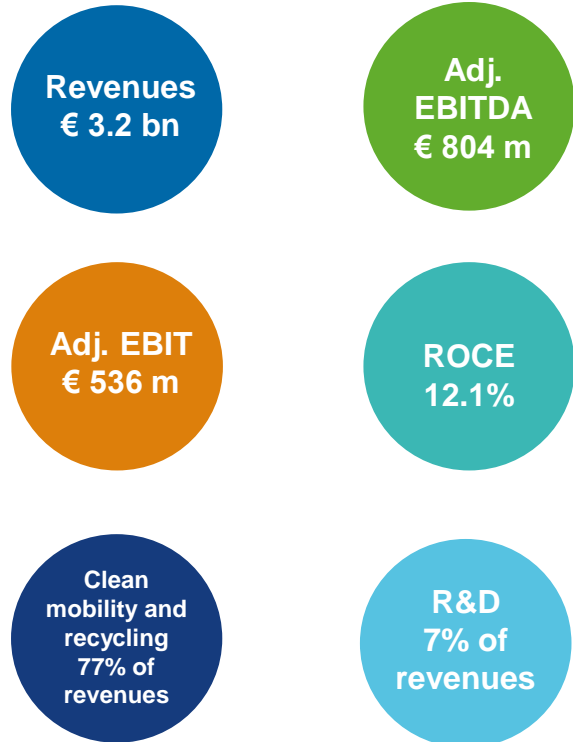 Revenues
€ 3.2 bn
Adj.
EBITDA
€ 804 m
Adj. EBIT
€ 536 m
ROCE
12.1%
Clean
mobility and
recycling
77% of
revenues
R&D
7% of
revenues